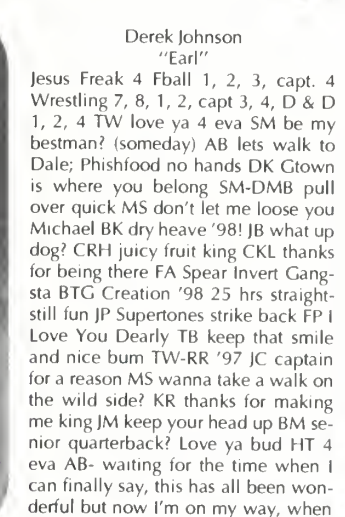 Derek Johnson
"Earl"
Jesus Freak 4 Fball 1, 2, 3, capt. 4
Wrestling 7, 8, 1, 2, capt 3, 4, D & D
1, 2, 4 TW love ya 4 eva SM be my
bestman? (someday) AB lets walk to
Dale; Phishfood no hands DK Gtown
is where you belong SM-DMB pull
over quick MS don't let me loose you
Michael BK dry heave '98! JB what up
dog? CRH juicy fruit king CKL thanks
for being there FA Spear Invert Gang-
sta BTG Creation '98 25 hrs straight-
still fun JP Supertones strike back FP I
Love You Dearly TB keep that smile
and nice bum TW-RR '97 JC captain
for a reason MS wanna take a walk on
the wild side? KR thanks for making
me king JM keep your head up BM se-
nior quarterback? Love ya bud HT 4
eva AB- waiting for the time when I
can finally say, this has all been won-
derful but now I'm on my way, when